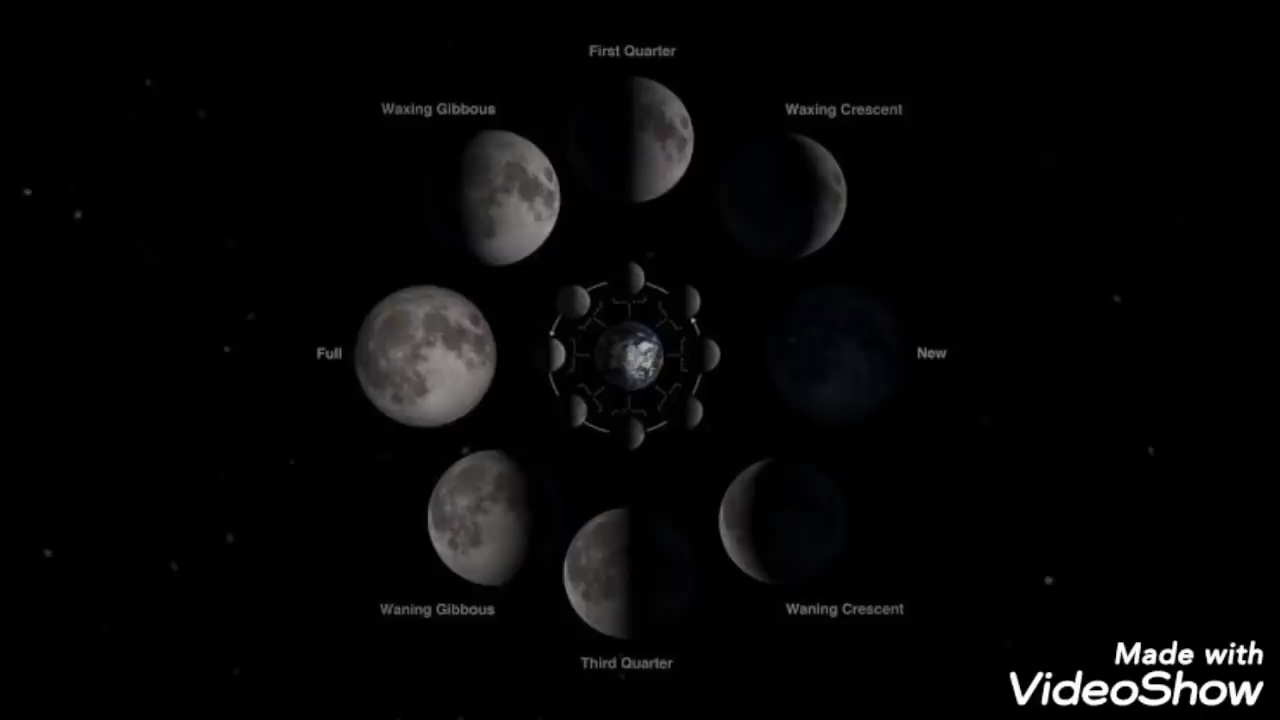 First Quarter
Waxing Gibbous
Waxing Crescent
Full
New
Waning Gibbous
Waning Crescent
Third Quarter
Made with
VideoShow